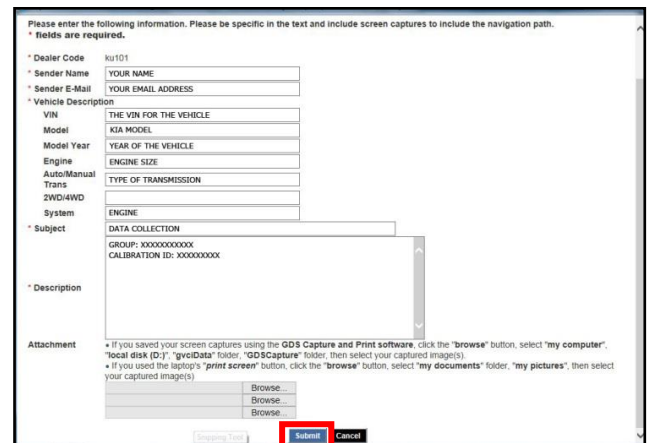 Please enter the following information. Please be specific in the text and include screen captures to include the navigation path.
* fields are required.
* Dealer Code ku101
* Sender Name YOUR NAME
* Sender E-Mail YOUR EMAIL ADDRESS
* Vehicle Description
VIN THE VIN FOR THE VEHICLE
Model KIA MODEL
Model Year YEAR OF THE VEHICLE
Engine ENGINE SIZE
Auto/Manual Trans TYPE OF TRANSMISSION
2WD/4WD
System ENGINE
* Subject DATA COLLECTION
GROUP: XXXXXXXXXXX
CALIBRATION ID: XXXXXXXXX
* Description
Attachment • If you saved your screen captures using the GDS Capture and Print software, click the "browse" button, select "my computer",
"local disk (D:)", "gvciData" folder, "GDSCapture" folder, then select your captured image(s).
• If you used the laptop's "print screen" button, click the "browse" button, select "my documents" folder, "my pictures", then select
your captured image(s)
Browse...
Browse...
Browse...
Snipping Tool
Submit Cancel